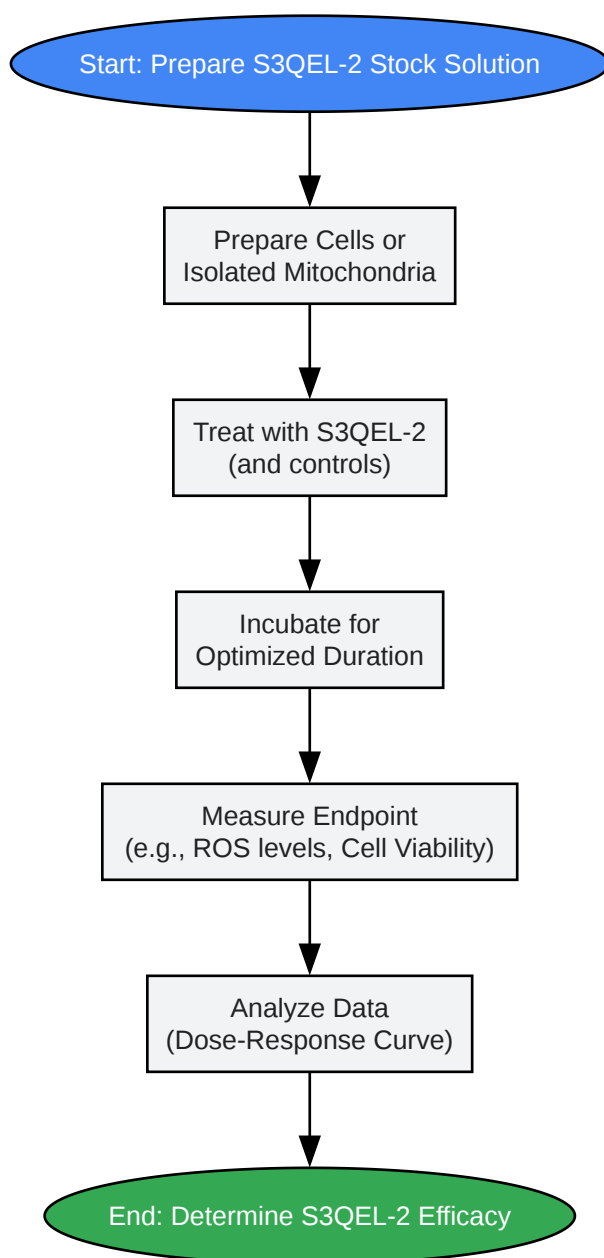 Start: Prepare S3QEL-2 Stock Solution
Prepare Cells or
Isolated Mitochondria
Treat with S3QEL-2
(and controls)
Incubate for
Optimized Duration
Measure Endpoint
(e.g., ROS levels, Cell Viability)
Analyze Data
(Dose-Response Curve)
End: Determine S3QEL-2 Efficacy